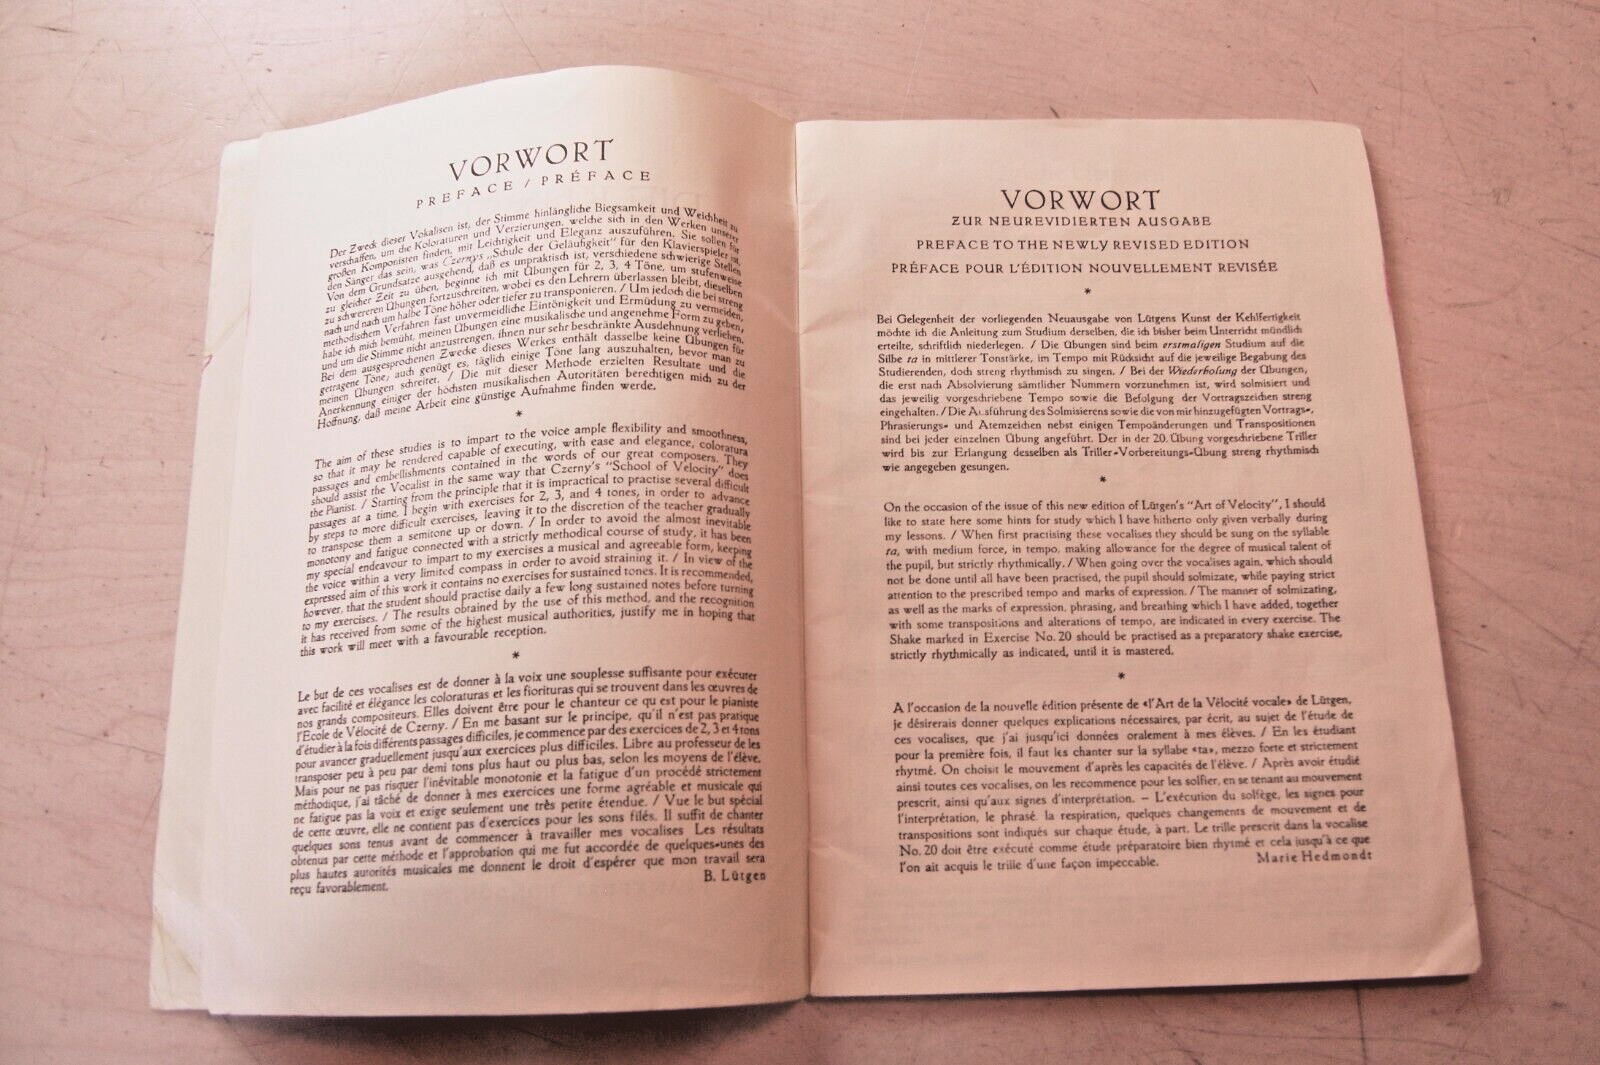 VORWORT
PREFACE / PRÉFACE
Der Zweck dieser Vokalisen ist, der Stimme hinlängliche Biegsamkeit und Weichheit zu
verschaffen, um die Koloraturen und Verzierungen, welche sich in den Werken unserer
großen Komponisten finden, mit Leichtigkeit und Eleganz auszuführen. Sie sollen für
den Sänger das sein, was Czernys „Schule der Geläufigkeit" für den Klavierspieler ist.
Von dem Grundsatze ausgehend, daß es unpraktisch ist, verschiedene schwierige Stellen
zu gleicher Zeit zu üben, beginne ich mit Übungen für 2, 3, 4 Töne, um stufenweise
zu schwereren Übungen fortzuschreiten, wobei es den Lehrern überlassen bleibt, dieselben
nach und nach um halbe Töne höher oder tiefer zu transponieren. / Um jedoch die bei streng
methodischem Verfahren fast unvermeidliche Eintönigkeit und Ermüdung zu vermeiden,
habe ich mich bemüht, meinen Übungen eine musikalische und angenehme Form zu geben,
und um die Stimme nicht anzustrengen, ihnen nur sehr beschränkte Ausdehnung verliehen.
Bei dem ausgesprochenen Zwecke dieses Werkes enthält dasselbe keine Übungen für
getragene Töne; auch genügt es, täglich einige Töne lang auszuhalten, bevor man zu
meinen Übungen schreitet. / Die mit dieser Methode erzielten Resultate und die
Anerkennung einiger der höchsten musikalischen Autoritäten berechtigen mich zu der
Hoffnung, daß meine Arbeit eine günstige Aufnahme finden werde.
*
The aim of these studies is to impart to the voice ample flexibility and smoothness,
so that it may be rendered capable of executing, with ease and elegance, coloratura
passages and embellishments contained in the words of our great composers. They
should assist the Vocalist in the same way that Czerny's "School of Velocity" does
the Pianist. / Starting from the principle that it is impractical to practise several difficult
passages at a time, I begin with exercises for 2, 3, and 4 tones, in order to advance
by steps to more difficult exercises, leaving it to the discretion of the teacher gradually
to transpose them a semitone up or down. / In order to avoid the almost inevitable
monotony and fatigue connected with a strictly methodical course of study, it has been
my special endeavour to impart to my exercises a musical and agreeable form, keeping
the voice within a very limited compass in order to avoid straining it. / In view of the
expressed aim of this work it contains no exercises for sustained tones. It is recommended,
however, that the student should practise daily a few long sustained notes before turning
to my exercises. / The results obtained by the use of this method, and the recognition
it has received from some of the highest musical authorities, justify me in hoping that
this work will meet with a favourable reception.
*
Le but de ces vocalises est de donner à la voix une souplesse suffisante pour exécuter
avec facilité et élégance les coloraturas et les fiorituras qui se trouvent dans les œuvres de
nos grands compositeurs. Elles doivent être pour le chanteur ce qu est pour le pianiste
l'Ecole de Vélocité de Czerny. / En me basant sur le principe, qu'il n'est pas pratique
d'étudier à la fois différents passages difficiles, je commence par des exercices de 2, 3 et 4 tons
pour avancer graduellement jusqu'aux exercices plus difficiles. Libre au professeur de les
transposer peu à peu par demi tons plus haut ou plus bas, selon les moyens de l'élève.
Mais pour ne pas risquer l'inévitable monotonie et la fatigue d'un procédé strictement
méthodique, j'ai tâché de donner à mes exercices une forme agréable et musicale qui
ne fatigue pas la voix et exige seulement une très petite étendue. / Vue le but spécial
de cette œuvre, elle ne contient pas d'exercices pour les sons filés. Il suffit de chanter
quelques sons tenus avant de commencer à travailler mes vocalises Les résultats
obtenus par cette méthode et l'approbation qui me fut accordée de quelques-unes des
plus hautes autorités musicales me donnent le droit d'espérer que mon travail sera
reçu favorablement.
B. Lütgen
VORWORT
ZUR NEUREVIDIERTEN AUSGABE
PREFACE TO THE NEWLY REVISED EDITION
PRÉFACE POUR L'ÉDITION NOUVELLEMENT REVISÉE
*
Bei Gelegenheit der vorliegenden Neuausgabe von Lütgens Kunst der Kehlfertigkeit
möchte ich die Anleitung zum Studium derselben, die ich bisher beim Unterricht mündlich
erteilte, schriftlich niederlegen. / Die Übungen sind beim erstmaligen Studium auf die
Silbe ta in mittlerer Tonstärke, im Tempo mit Rücksicht auf die jeweilige Begabung des
Studierenden, doch streng rhythmisch zu singen. / Bei der Wiederholung der Übungen,
die erst nach Absolvierung sämtlicher Nummern vorzunehmen ist, wird solmisiert und
das jeweilig vorgeschriebene Tempo sowie die Befolgung der Vortragszeichen streng
eingehalten. / Die Ausführung des Solmisierens sowie die von mir hinzugefügten Vortrags-,
Phrasierungs- und Atemzeichen nebst einigen Tempoänderungen und Transpositionen
sind bei jeder einzelnen Übung angeführt. Der in der 20. Übung vorgeschriebene Triller
wird bis zur Erlangung desselben als Triller-Vorbereitungs-Übung streng rhythmisch
wie angegeben gesungen.
*
On the occasion of the issue of this new edition of Lütgen's "Art of Velocity", I should
like to state here some hints for study which I have hitherto only given verbally during
my lessons. / When first practising these vocalises they should be sung on the syllable
ta, with medium force, in tempo, making allowance for the degree of musical talent of
the pupil, but strictly rhythmically. / When going over the vocalises again, which should
not be done until all have been practised, the pupil should solmizate, while paying strict
attention to the prescribed tempo and marks of expression. / The manner of solmizating,
as well as the marks of expression, phrasing, and breathing which I have added, together
with some transpositions and alterations of tempo, are indicated in every exercise. The
Shake marked in Exercise No. 20 should be practised as a preparatory shake exercise,
strictly rhythmically as indicated, until it is mastered.
*
A l'occasion de la nouvelle édition présente de «l'Art de la Vélocité vocale» de Lütgen,
je désirerais donner quelques explications nécessaires, par écrit, au sujet de l'étude de
ces vocalises, que j'ai jusqu'ici données oralement à mes élèves. / En les étudiant
pour la première fois, il faut les chanter sur la syllabe «ta», mezzo forte et strictement
rhytmé. On choisit le mouvement d'après les capacités de l'élève. / Après avoir étudié
ainsi toutes ces vocalises, on les recommence pour les solfier, en se tenant au mouvement
prescrit, ainsi qu'aux signes d'interprétation. – L'exécution du solfège, les signes pour
l'interprétation, le phrasé. la respiration, quelques changements de mouvement et de
transpositions sont indiqués sur chaque étude, à part. Le trille prescrit dans la vocalise
No. 20 doit être exécuté comme étude préparatoire bien rhytmé et cela jusqu'à ce que
l'on ait acquis le trille d'une façon impeccable.
Marie Hedmondt